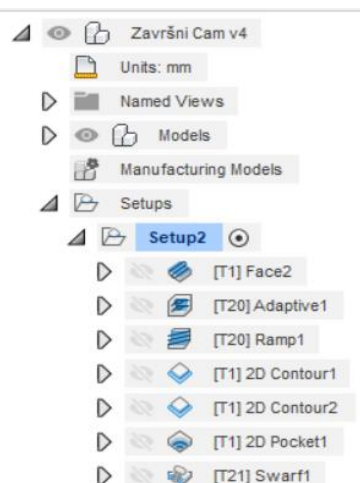 Završni Cam v4
Units: mm
Named Views
Models
Manufacturing Models
Setups
Setup2
[T1] Face2
[T20] Adaptive1
[T20] Ramp1
[T1] 2D Contour1
[T1] 2D Contour2
[T1] 2D Pocket1
[T21] Swarf1